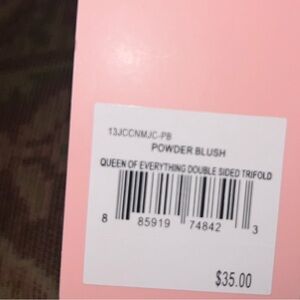 13JCCNMJC-PB
POWDER BLUSH
QUEEN OF EVERYTHING DOUBLE SIDED TRIFOLD
8 85919 74842 3
$35.00